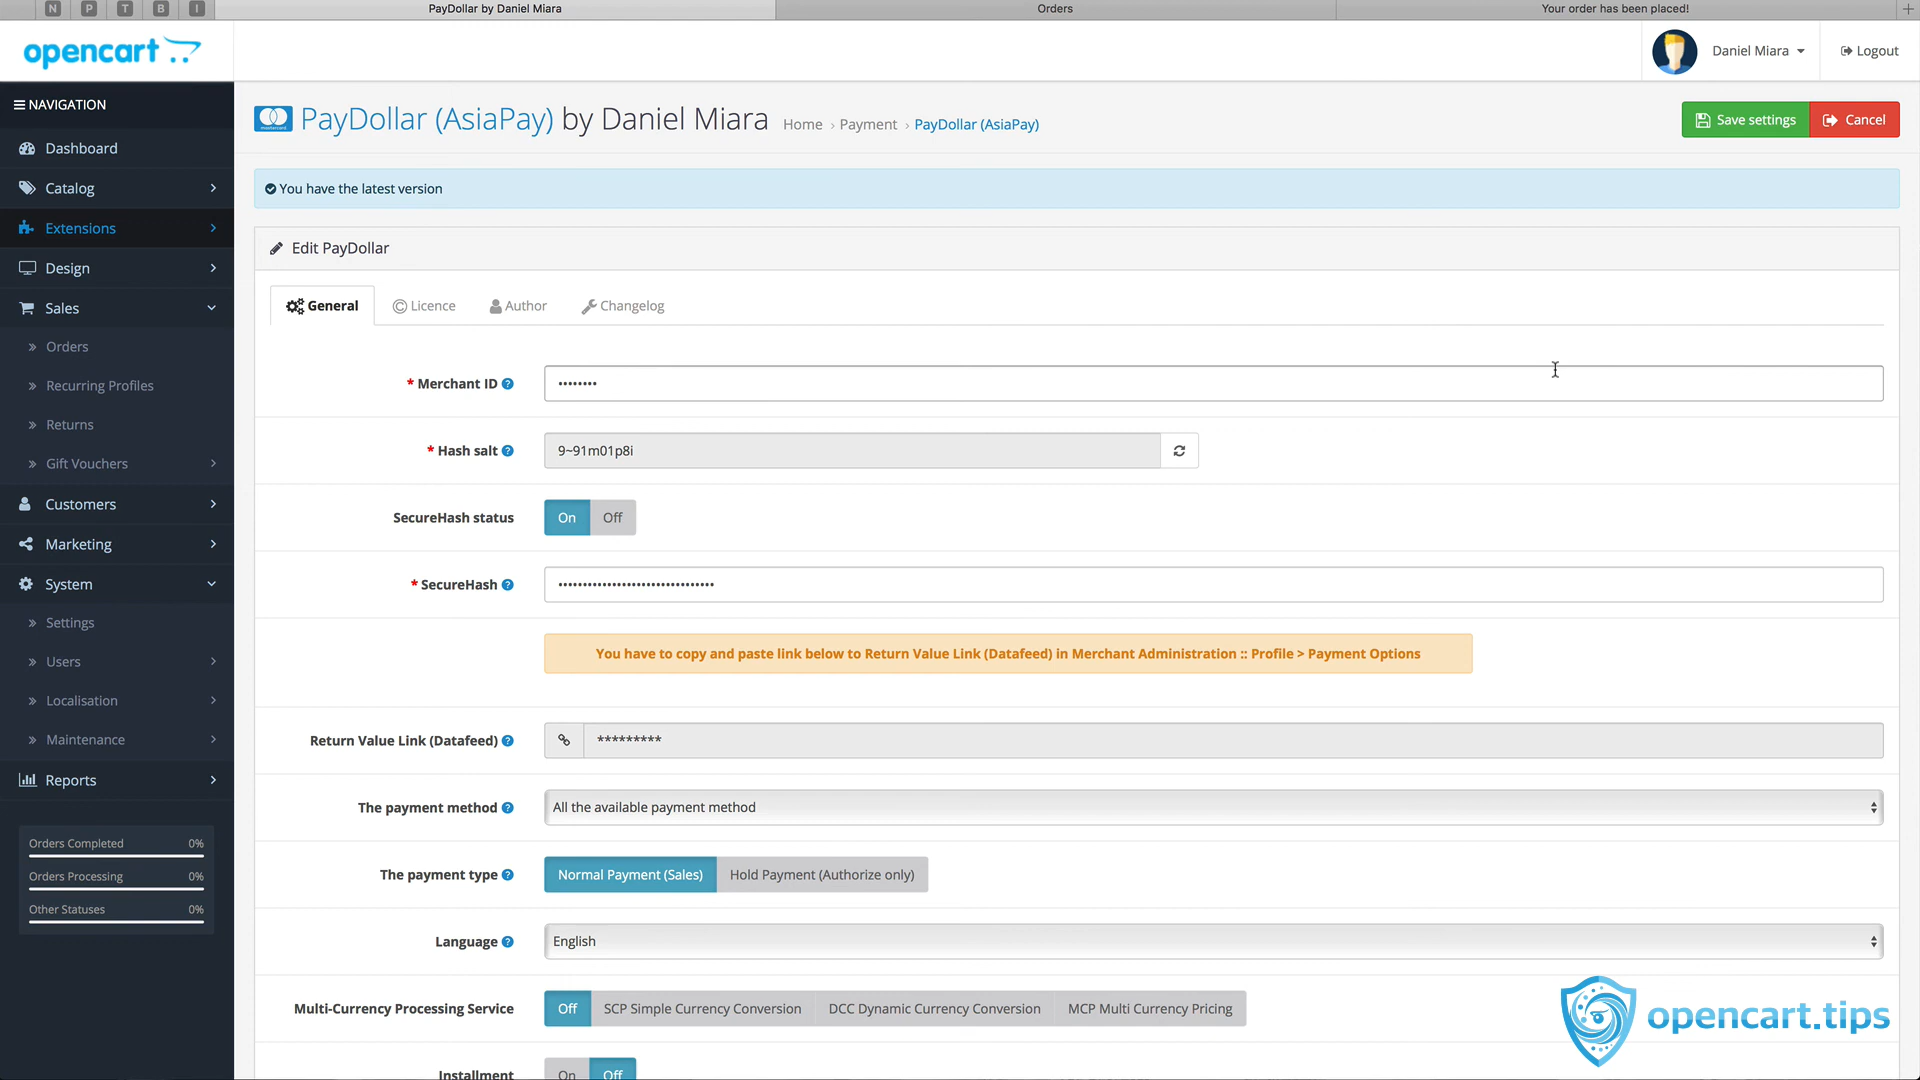 N P T B I PayDollar by Daniel Miara Orders Your order has been placed! +
opencart
Daniel Miara Logout
NAVIGATION
Dashboard
Catalog
Extensions
Design
Sales
» Orders
» Recurring Profiles
» Returns
» Gift Vouchers
Customers
Marketing
System
» Settings
» Users
» Localisation
» Maintenance
Reports
Orders Completed 0%
Orders Processing 0%
Other Statuses 0%
mastercard
PayDollar (AsiaPay) by Daniel Miara Home › Payment › PayDollar (AsiaPay)
Save settings Cancel
You have the latest version
Edit PayDollar
General Licence Author Changelog
* Merchant ID ? ••••••••
* Hash salt ? 9~91m01p8i
SecureHash status On Off
* SecureHash ? ••••••••••••••••••••••••••••••••
You have to copy and paste link below to Return Value Link (Datafeed) in Merchant Administration :: Profile > Payment Options
Return Value Link (Datafeed) ? *********
The payment method ? All the available payment method
The payment type ? Normal Payment (Sales) Hold Payment (Authorize only)
Language ? English
Multi-Currency Processing Service Off SCP Simple Currency Conversion DCC Dynamic Currency Conversion MCP Multi Currency Pricing
Installment On Off
opencart.tips